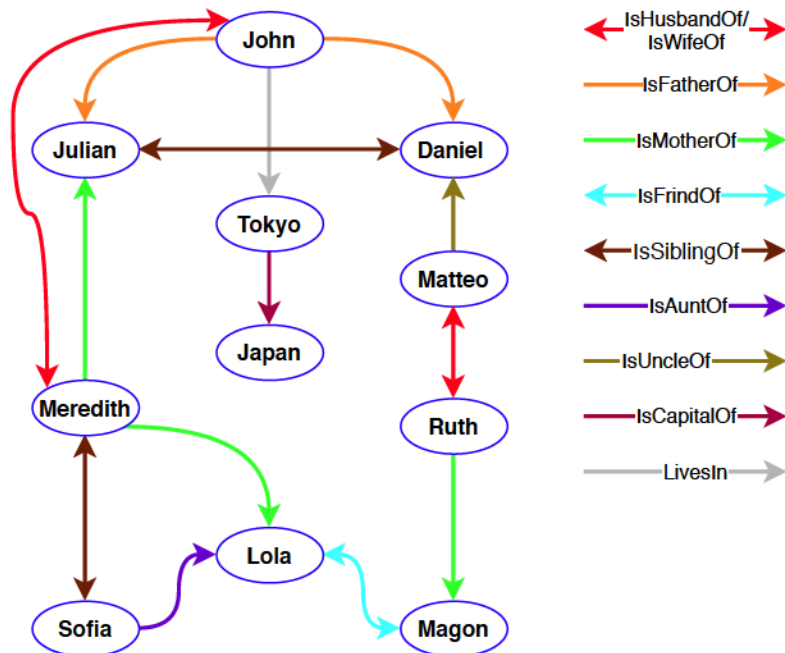 John
Julian
Daniel
Tokyo
Matteo
Japan
Meredith
Ruth
Lola
Sofia
Magon
IsHusbandOf/
IsWifeOf
IsFatherOf
IsMotherOf
IsFrindOf
IsSiblingOf
IsAuntOf
IsUncleOf
IsCapitalOf
LivesIn